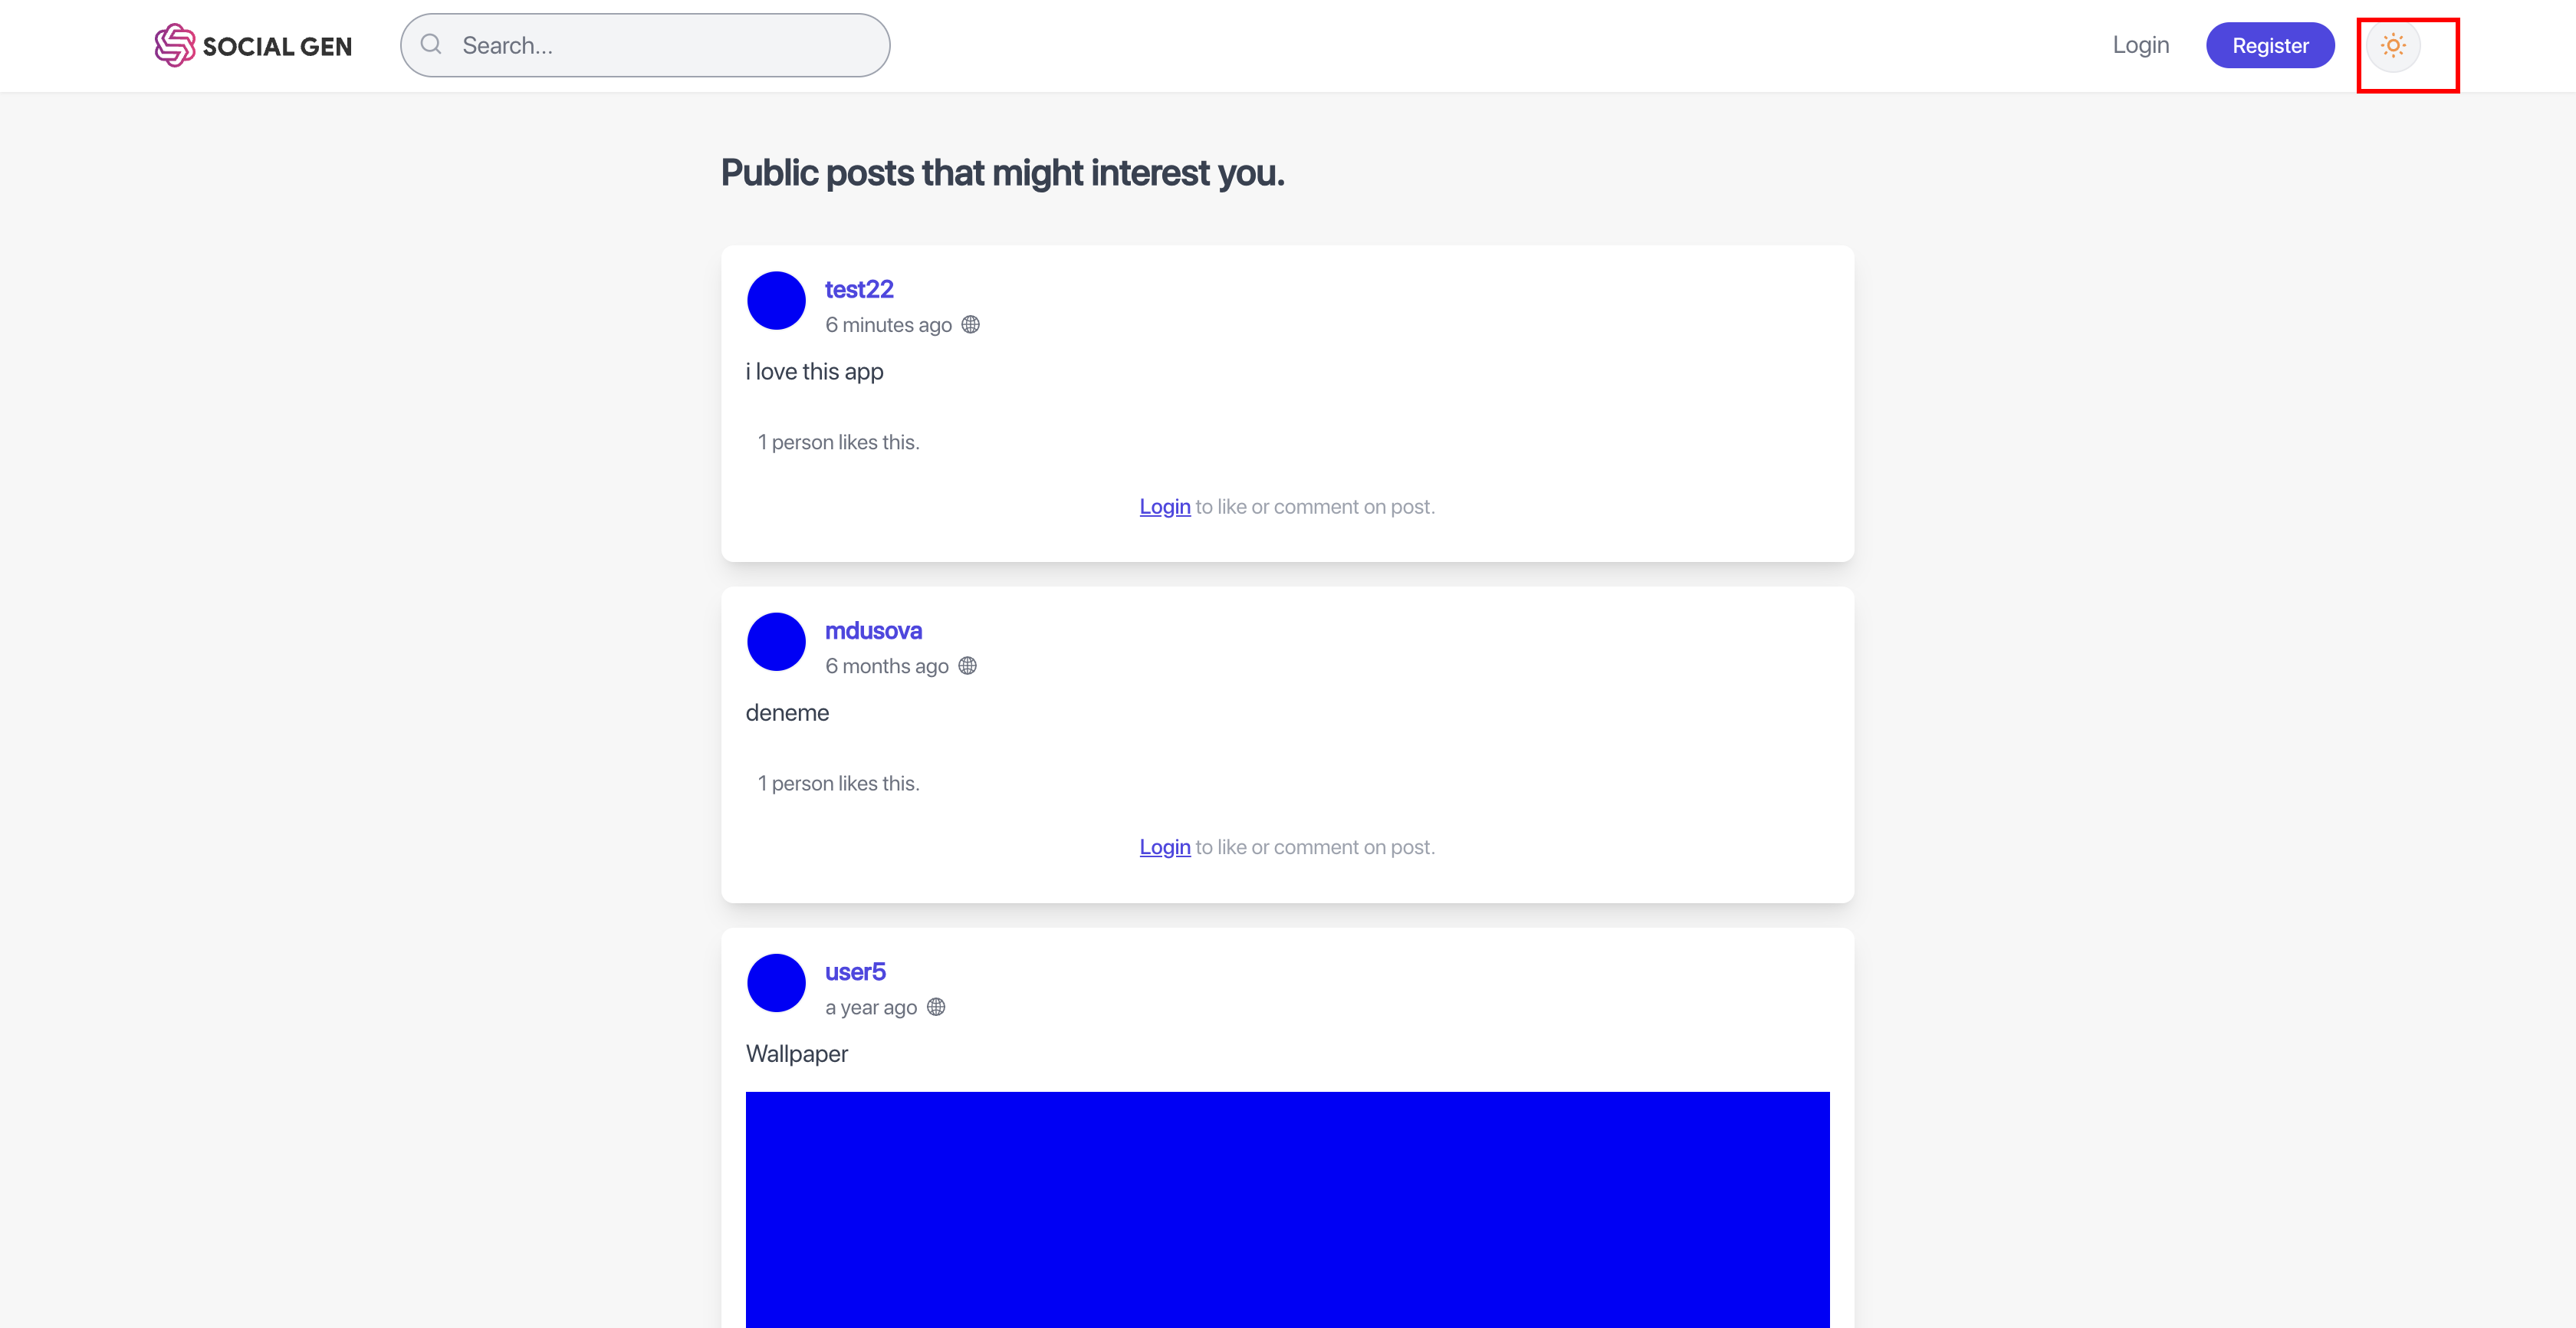 SOCIAL GEN
Search...
Login
Register
Public posts that might interest you.
test22
6 minutes ago
i love this app
1 person likes this.
Login to like or comment on post.
mdusova
6 months ago
deneme
1 person likes this.
Login to like or comment on post.
user5
a year ago
Wallpaper